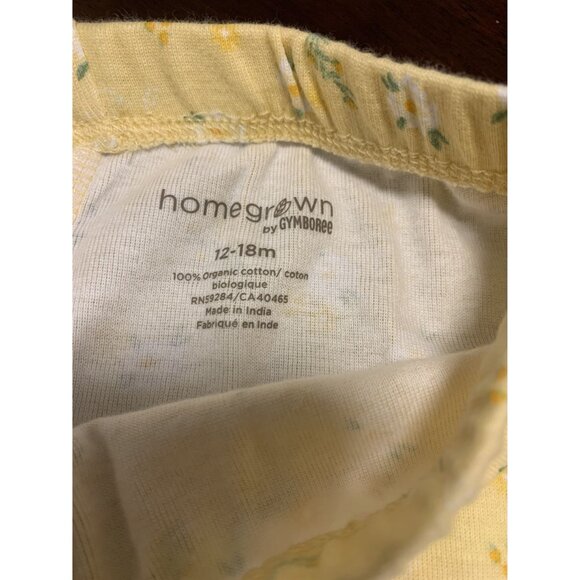 homegrown
by GYMBOREE
12-18m
100% Organic cotton/ coton
biologique
RN59284/CA40465
Made in India
Fabriqué en Inde